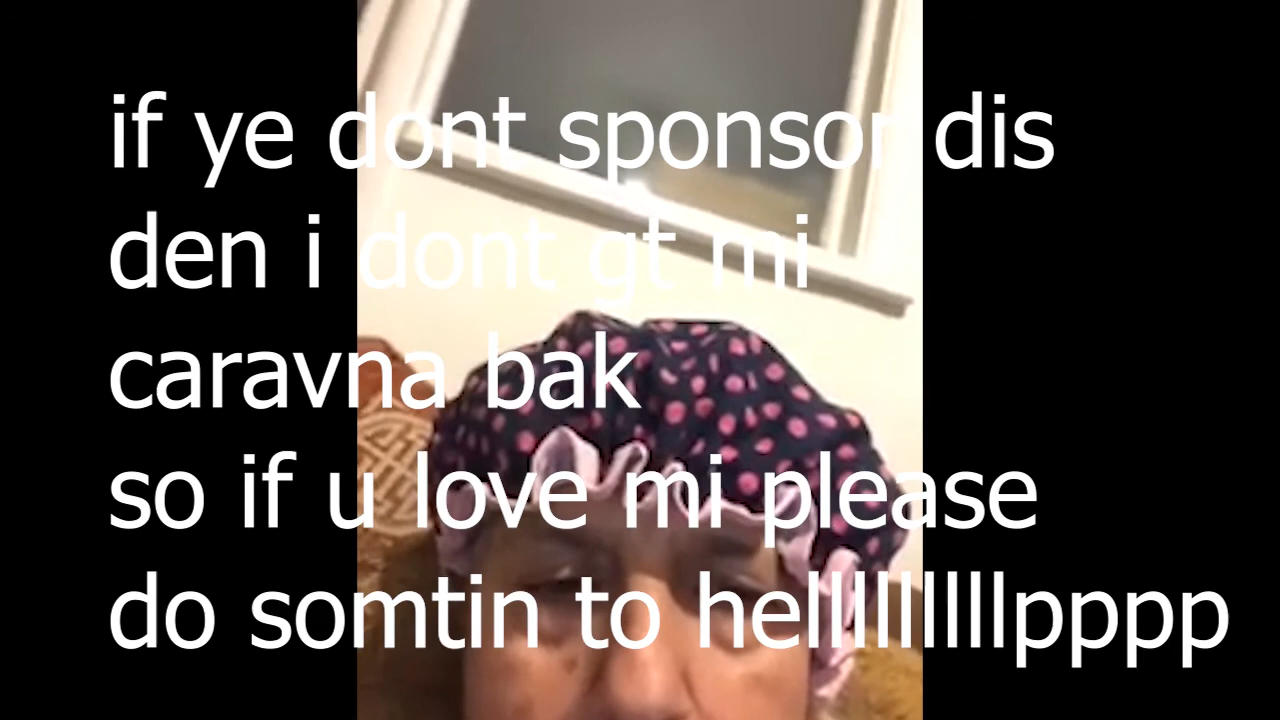 if ye dont sponsor dis
den i dont gt mi
caravna bak
so if u love mi please
do somtin to helllllllllpppp